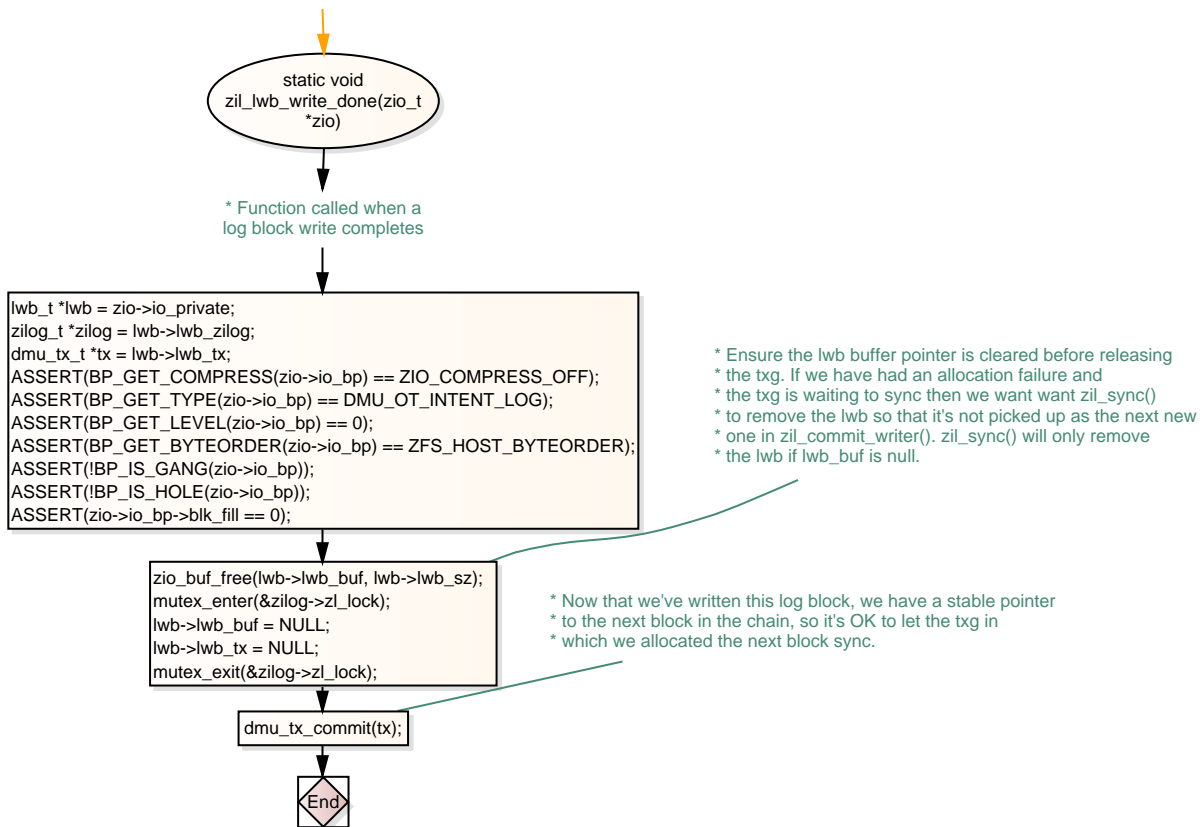 static void
zil_lwb_write_done(zio_t
*zio)
* Function called when a
log block write completes
lwb_t *lwb = zio->io_private;
zilog_t *zilog = lwb->lwb_zilog;
dmu_tx_t *tx = lwb->lwb_tx;
ASSERT(BP_GET_COMPRESS(zio->io_bp) == ZIO_COMPRESS_OFF);
ASSERT(BP_GET_TYPE(zio->io_bp) == DMU_OT_INTENT_LOG);
ASSERT(BP_GET_LEVEL(zio->io_bp) == 0);
ASSERT(BP_GET_BYTEORDER(zio->io_bp) == ZFS_HOST_BYTEORDER);
ASSERT(!BP_IS_GANG(zio->io_bp));
ASSERT(!BP_IS_HOLE(zio->io_bp));
ASSERT(zio->io_bp->blk_fill == 0);
* Ensure the lwb buffer pointer is cleared before releasing
* the txg. If we have had an allocation failure and
* the txg is waiting to sync then we want want zil_sync()
* to remove the lwb so that it's not picked up as the next new
* one in zil_commit_writer(). zil_sync() will only remove
* the lwb if lwb_buf is null.
zio_buf_free(lwb->lwb_buf, lwb->lwb_sz);
mutex_enter(&zilog->zl_lock);
lwb->lwb_buf = NULL;
lwb->lwb_tx = NULL;
mutex_exit(&zilog->zl_lock);
* Now that we've written this log block, we have a stable pointer
* to the next block in the chain, so it's OK to let the txg in
* which we allocated the next block sync.
dmu_tx_commit(tx);
End